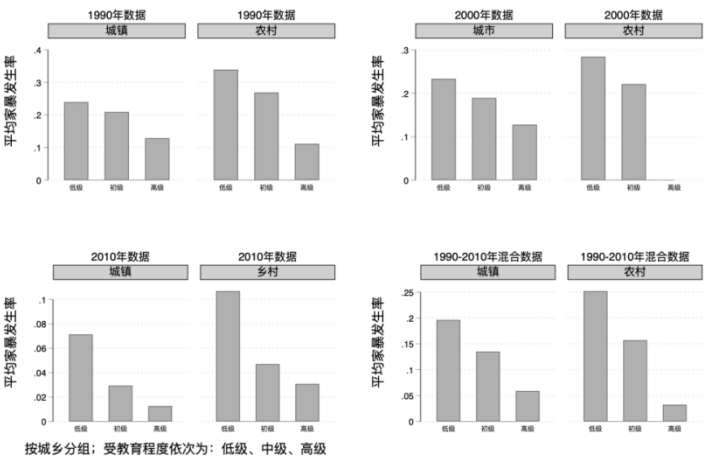 1990年数据 1990年数据
城镇 农村
平均家暴发生率
.4
.3
.2
.1
0
低级 初级 高级 低级 初级 高级
2000年数据 2000年数据
城市 农村
平均家暴发生率
.3
.2
.1
0
低级 初级 高级 低级 初级 高级
2010年数据 2010年数据
城镇 乡村
平均家暴发生率
.1
.08
.06
.04
.02
0
低级 初级 高级 低级 初级 高级
1990-2010年混合数据 1990-2010年混合数据
城镇 农村
平均家暴发生率
.25
.2
.15
.1
.05
0
低级 初级 高级 低级 初级 高级
按城乡分组；受教育程度依次为：低级、中级、高级